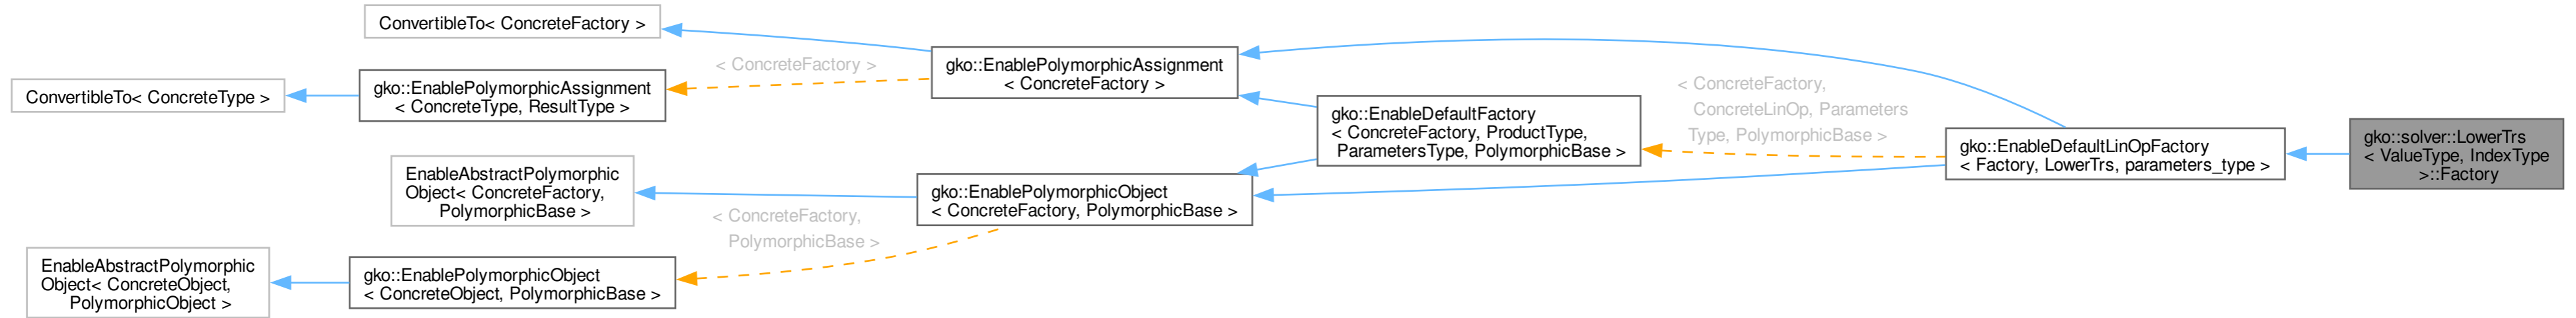 ConvertibleTo< ConcreteFactory >
ConvertibleTo< ConcreteType >
gko::EnablePolymorphicAssignment
< ConcreteType, ResultType >
< ConcreteFactory >
gko::EnablePolymorphicAssignment
< ConcreteFactory >
EnableAbstractPolymorphic
Object< ConcreteFactory,
PolymorphicBase >
EnableAbstractPolymorphic
Object< ConcreteObject,
PolymorphicObject >
gko::EnablePolymorphicObject
< ConcreteObject, PolymorphicBase >
< ConcreteFactory,
PolymorphicBase >
gko::EnablePolymorphicObject
< ConcreteFactory, PolymorphicBase >
gko::EnableDefaultFactory
< ConcreteFactory, ProductType,
ParametersType, PolymorphicBase >
< ConcreteFactory,
ConcreteLinOp, Parameters
Type, PolymorphicBase >
gko::EnableDefaultLinOpFactory
< Factory, LowerTrs, parameters_type >
gko::solver::LowerTrs
< ValueType, IndexType
>::Factory